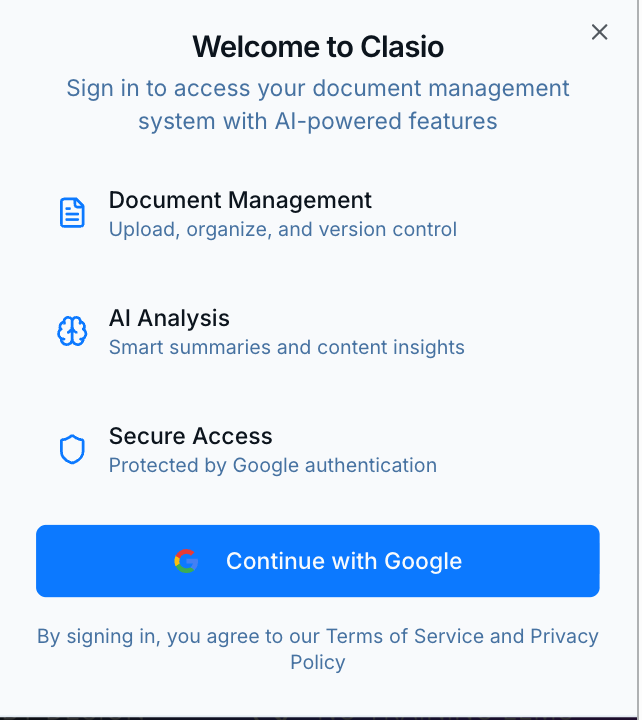 Welcome to Clasio
Sign in to access your document management
system with AI-powered features
Document Management
Upload, organize, and version control
AI Analysis
Smart summaries and content insights
Secure Access
Protected by Google authentication
Continue with Google
By signing in, you agree to our Terms of Service and Privacy
Policy